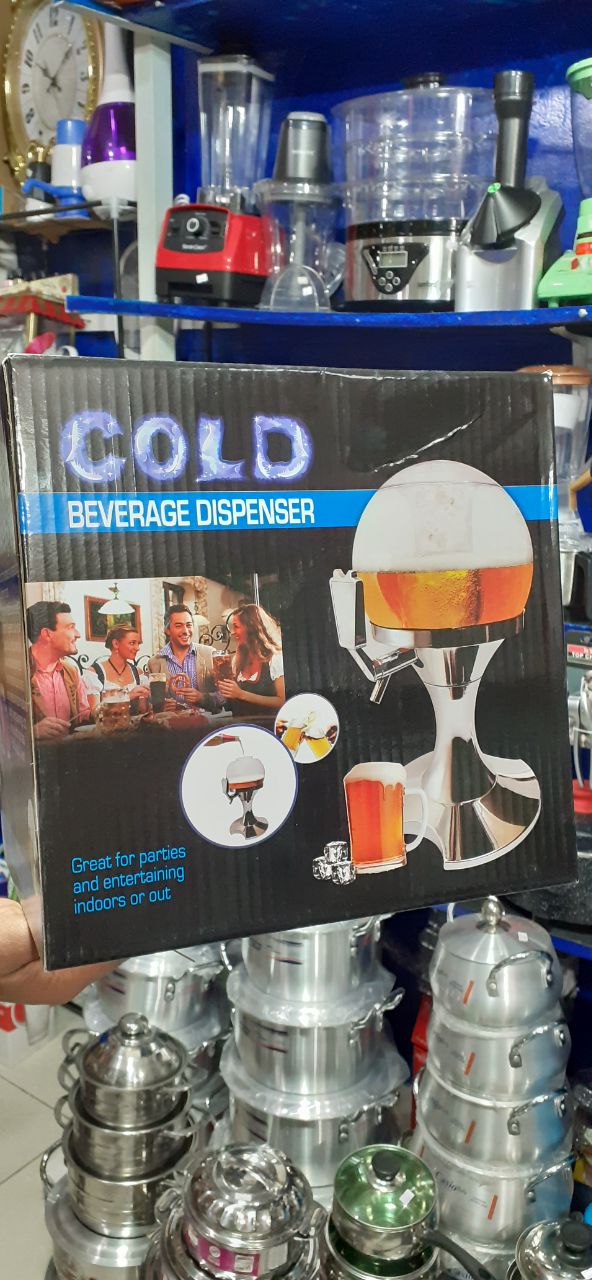 COLD
BEVERAGE DISPENSER
Great for parties
and entertaining
indoors or out